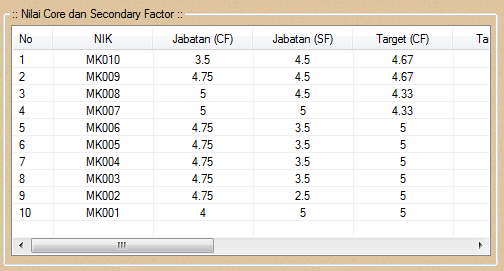 :: Nilai Core dan Secondary Factor ::
No NIK Jabatan (CF) Jabatan (SF) Target (CF) Ta
1 MK010 3.5 4.5 4.67
2 MK009 4.75 4.5 4.67
3 MK008 5 4.5 4.33
4 MK007 5 5 4.33
5 MK006 4.75 3.5 5
6 MK005 4.75 3.5 5
7 MK004 4.75 3.5 5
8 MK003 4.75 3.5 5
9 MK002 4.75 2.5 5
10 MK001 4 5 5